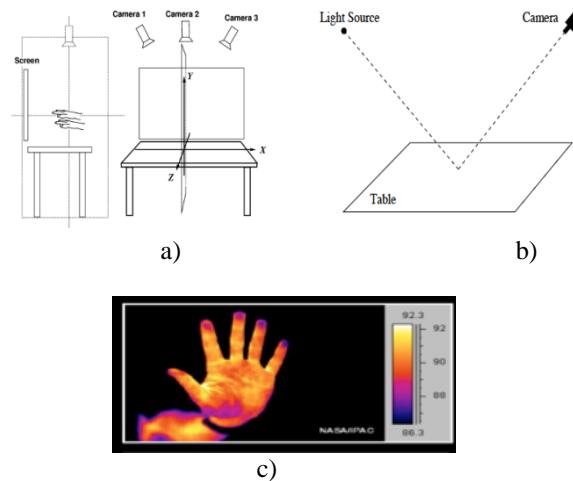 Camera 1 Camera 2 Camera 3
Screen
Y
X
Z
a)
Light Source
Camera
Table
b)
92.3
92
90
88
86.3
NASA/IPAC
c)